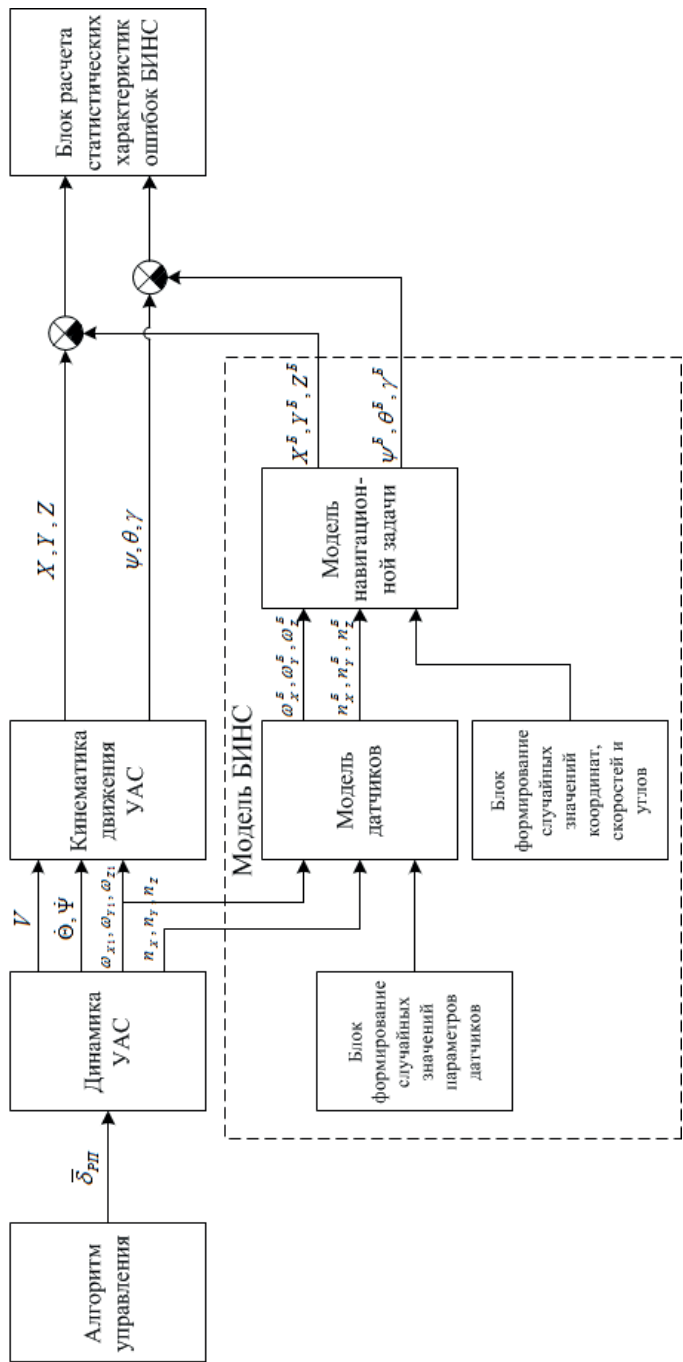 Алгоритм
управления
δ̅_РП
Динамика
УАС
V
Θ̇, Ψ̇
ω_X1, ω_Y1, ω_Z1
n_X, n_Y, n_Z
Кинематика
движения
УАС
X, Y, Z
ψ, θ, γ
Блок расчета
статистических
характеристик
ошибок БИНС
Модель БИНС
Блок
формирование
случайных
значений
параметров
датчиков
Модель
датчиков
ω_X^Б, ω_Y^Б, ω_Z^Б
n_X^Б, n_Y^Б, n_Z^Б
Блок
формирование
случайных
значений
координат,
скоростей и
углов
Модель
навигацион-
ной задачи
X^Б, Y^Б, Z^Б
ψ^Б, θ^Б, γ^Б